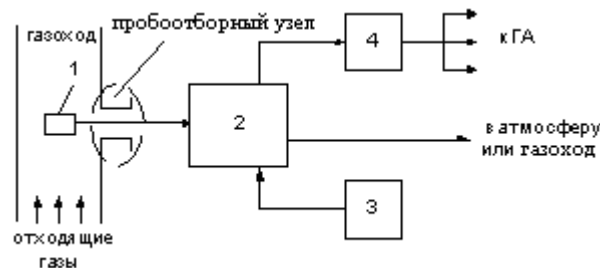 газоход
пробоотборный узел
1
2
3
4
к ГА
в атмосферу
или газоход
отходящие
газы